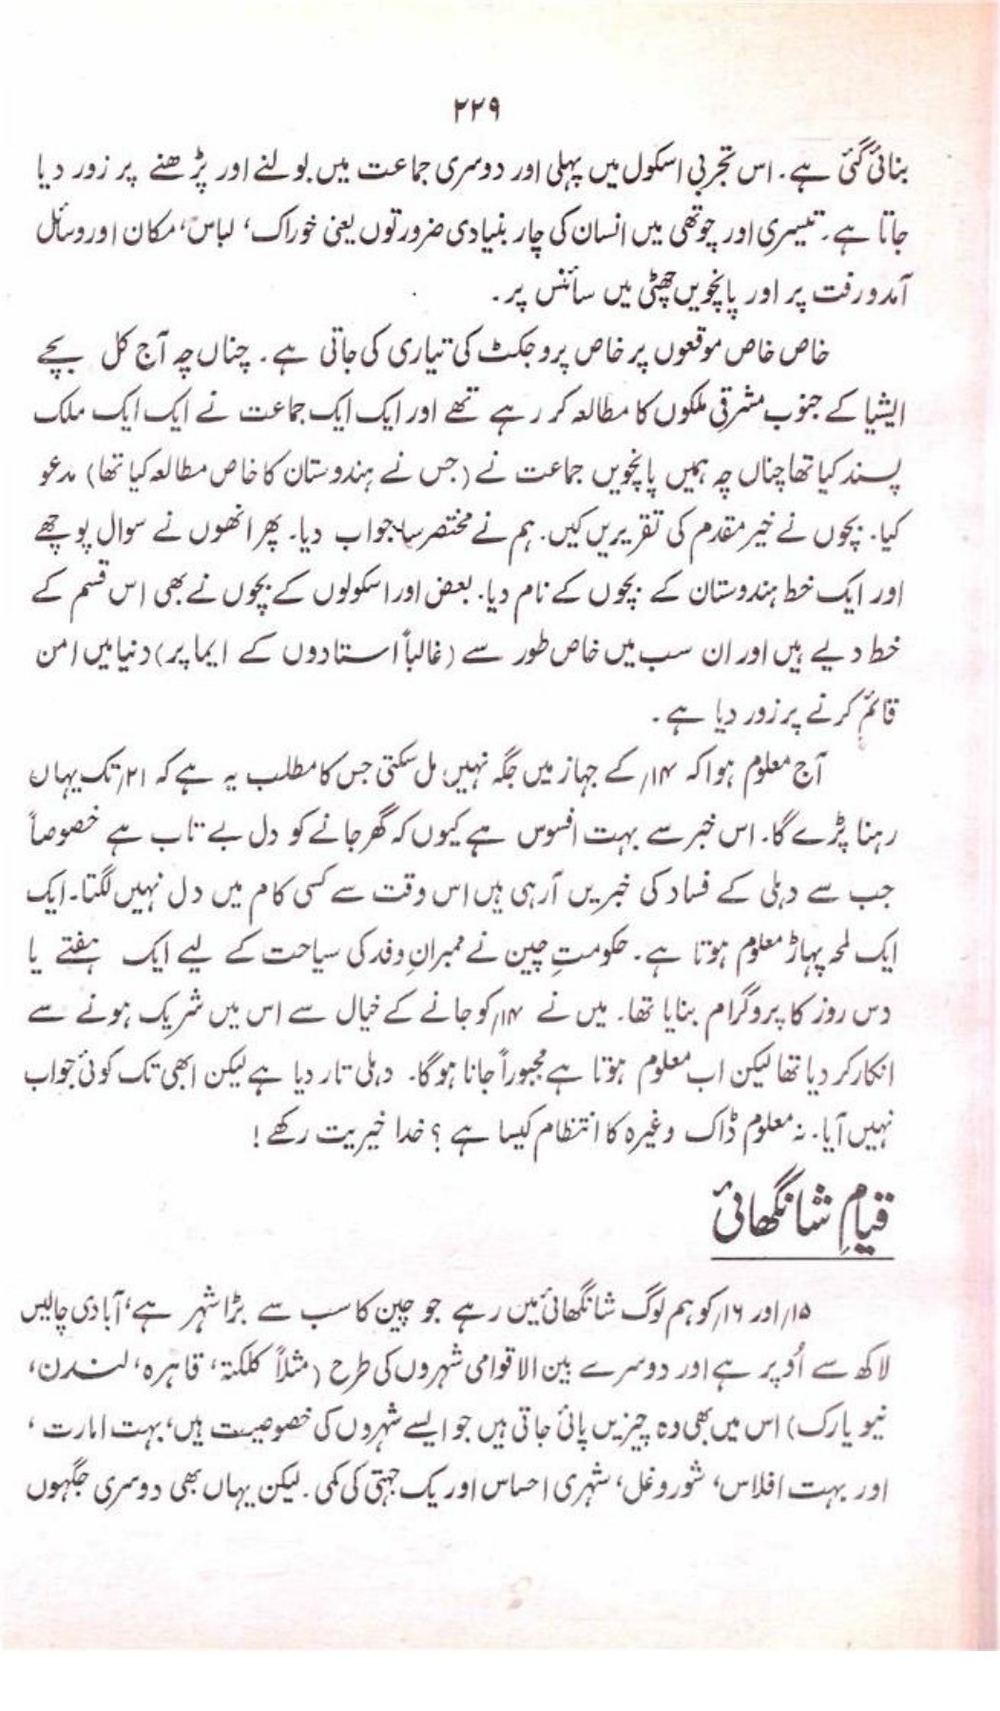 ۲۲۹
بنائی گئی ہے۔ اس تجربی اسکول میں پہلی اور دوسری جماعت میں بولنے اور پڑھنے پر زور دیا
جاتا ہے۔ تیسری اور چوتھی میں انسان کی چار بنیادی ضرورتوں یعنی خوراک، لباس، مکان اور وسائل
آمدورفت پر اور پانچویں چھٹی میں سائنس پر۔
خاص خاص موقعوں پر خاص پروجکٹ کی تیاری کی جاتی ہے۔ چناں چہ آج کل بچے
ایشیا کے جنوب مشرقی ملکوں کا مطالعہ کر رہے تھے اور ایک ایک جماعت نے ایک ایک ملک
پسند کیا تھا چناں چہ ہمیں پانچویں جماعت نے (جس نے ہندوستان کا خاص مطالعہ کیا تھا) مدعو
کیا۔ بچوں نے خیر مقدم کی تقریریں کیں۔ ہم نے مختصر سا جواب دیا۔ پھر انھوں نے سوال پوچھے
اور ایک خط ہندوستان کے بچوں کے نام دیا۔ بعض اور اسکولوں کے بچوں نے بھی اس قسم کے
خط دیے ہیں اور ان سب میں خاص طور سے (غالباً استادوں کے ایما پر) دنیا میں امن
قائم کرنے پر زور دیا ہے۔
آج معلوم ہوا کہ ۱۴؍ کے جہاز میں جگہ نہیں مل سکتی جس کا مطلب یہ ہے کہ ۲۱؍ تک یہاں
رہنا پڑے گا۔ اس خبر سے بہت افسوس ہے کیوں کہ گھر جانے کو دل بے تاب ہے خصوصاً
جب سے دہلی کے فساد کی خبریں آرہی ہیں اس وقت سے کسی کام میں دل نہیں لگتا۔ ایک
ایک لمحہ پہاڑ معلوم ہوتا ہے۔ حکومتِ چین نے ممبرانِ وفد کی سیاحت کے لیے ایک ہفتے یا
دس روز کا پروگرام بنایا تھا۔ میں نے ۱۴؍ کو جانے کے خیال سے اس میں شریک ہونے سے
انکار کر دیا تھا لیکن اب معلوم ہوتا ہے مجبوراً جانا ہوگا۔ دہلی تار دیا ہے لیکن ابھی تک کوئی جواب
نہیں آیا۔ نہ معلوم ڈاک وغیرہ کا انتظام کیسا ہے؟ خدا خیریت رکھے!
قیامِ شانگھائی
۱۵؍ اور ۱۶؍ کو ہم لوگ شانگھائی میں رہے جو چین کا سب سے بڑا شہر ہے، آبادی چالیس
لاکھ سے اُوپر ہے اور دوسرے بین الاقوامی شہروں کی طرح (مثلاً کلکتہ، قاہرہ، لندن،
نیو یارک) اس میں بھی وہ چیزیں پائی جاتی ہیں جو ایسے شہروں کی خصوصیت ہیں، بہت امارت،
اور بہت افلاس، شوروغل، شہری احساس اور یک جہتی کی کمی۔ لیکن یہاں بھی دوسری جگہوں